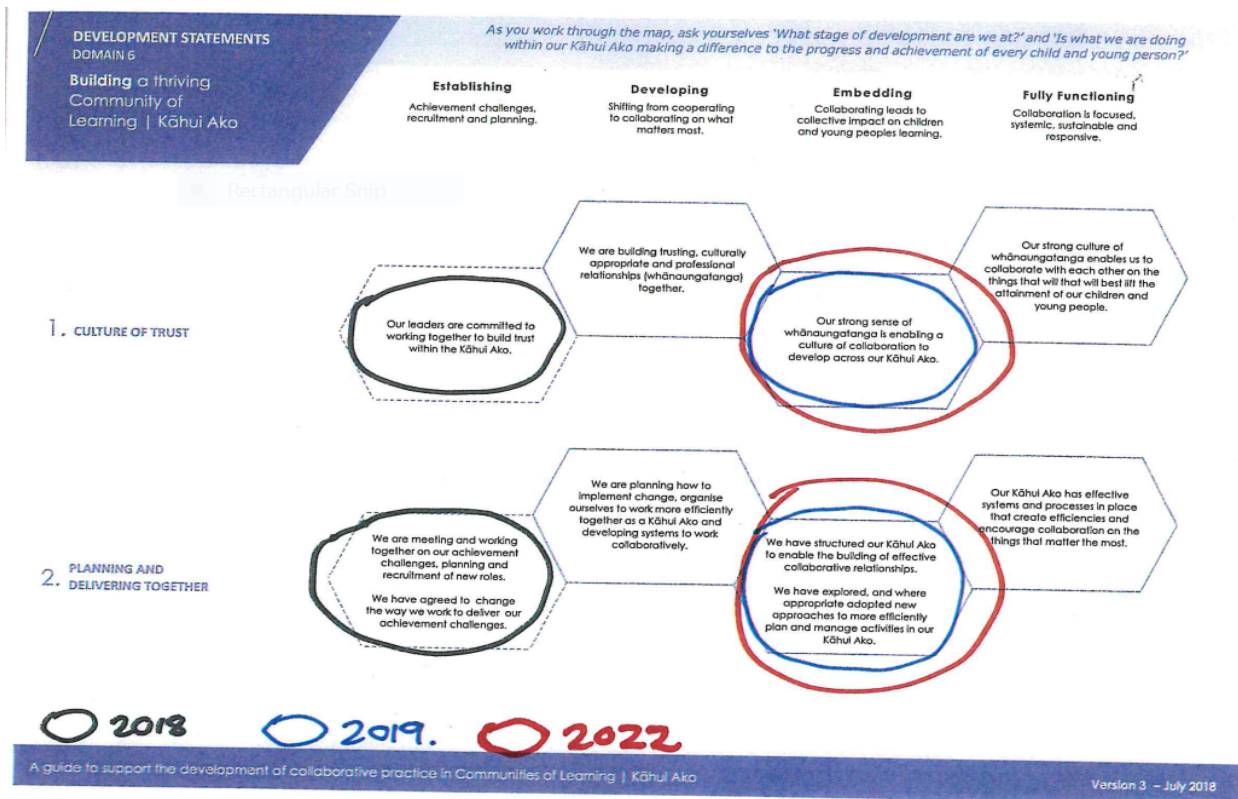 DEVELOPMENT STATEMENTS
DOMAIN 6
Building a thriving
Community of
Learning | Kāhui Ako
As you work through the map, ask yourselves 'What stage of development are we at?' and 'Is what we are doing
within our Kāhui Ako making a difference to the progress and achievement of every child and young person?'
Establishing
Achievement challenges,
recruitment and planning.
Developing
Shifting from cooperating
to collaborating on what
matters most.
Embedding
Collaborating leads to
collective impact on children
and young peoples learning.
Fully Functioning
Collaboration is focused,
systemic, sustainable and
responsive.
Rectangular Snip
1. CULTURE OF TRUST
Our leaders are committed to
working together to build trust
within the Kāhui Ako.
We are building trusting, culturally
appropriate and professional
relationships (whānaungatanga)
together.
Our strong sense of
whānaungatanga is enabling a
culture of collaboration to
develop across our Kāhui Ako.
Our strong culture of
whānaungatanga enables us to
collaborate with each other on the
things that will that will best lift the
attainment of our children and
young people.
2. PLANNING AND
DELIVERING TOGETHER
We are meeting and working
together on our achievement
challenges, planning and
recruitment of new roles.
We have agreed to change
the way we work to deliver our
achievement challenges.
We are planning how to
implement change, organise
ourselves to work more efficiently
together as a Kāhui Ako and
developing systems to work
collaboratively.
We have structured our Kāhui Ako
to enable the building of effective
collaborative relationships.
We have explored, and where
appropriate adopted new
approaches to more efficiently
plan and manage activities in our
Kāhui Ako.
Our Kāhui Ako has effective
systems and processes in place
that create efficiencies and
encourage collaboration on the
things that matter the most.
2018
2019.
2022
A guide to support the development of collaborative practice in Communities of Learning | Kāhui Ako
Version 3 – July 2018